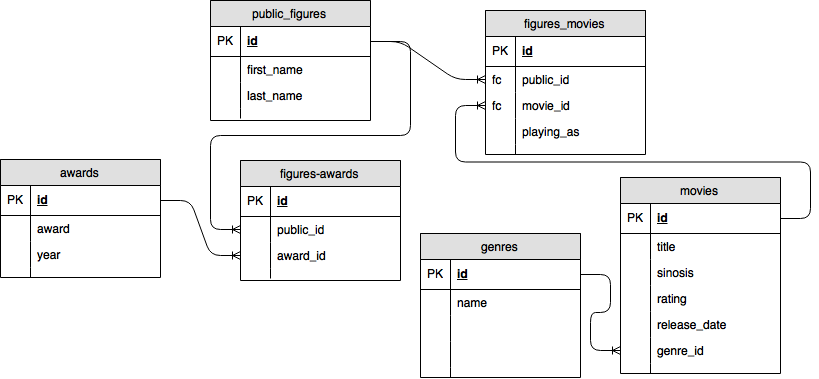 public_figures
PK id
first_name
last_name
figures_movies
PK id
fc public_id
fc movie_id
playing_as
awards
PK id
award
year
figures-awards
PK id
public_id
award_id
genres
PK id
name
movies
PK id
title
sinosis
rating
release_date
genre_id